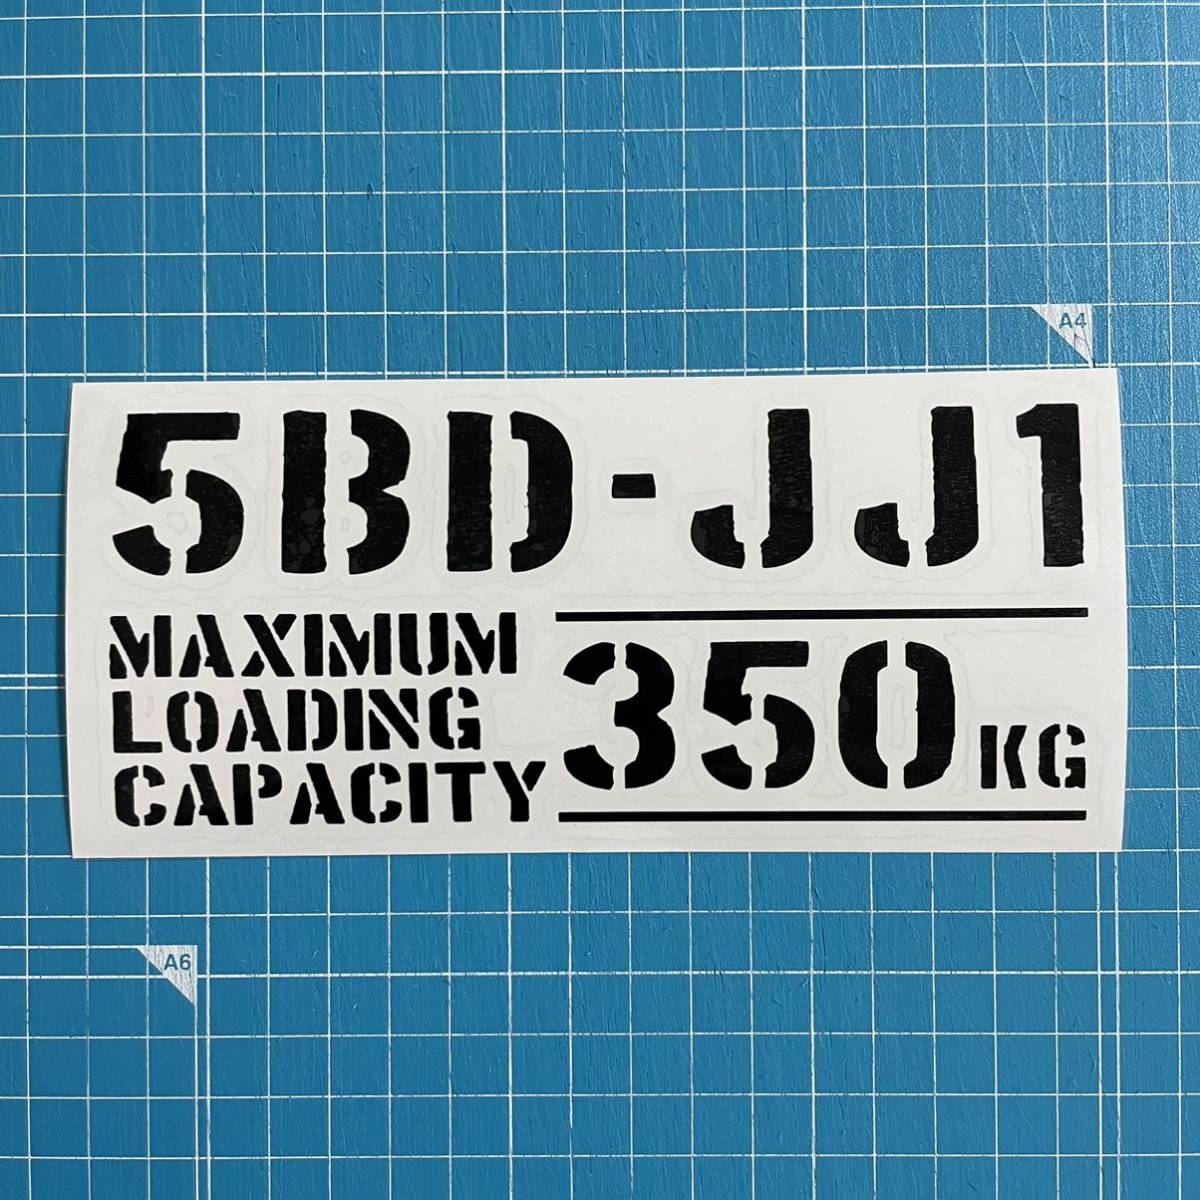 A4
5BD-JJ1
MAXIMUM
LOADING
CAPACITY
350KG
A6